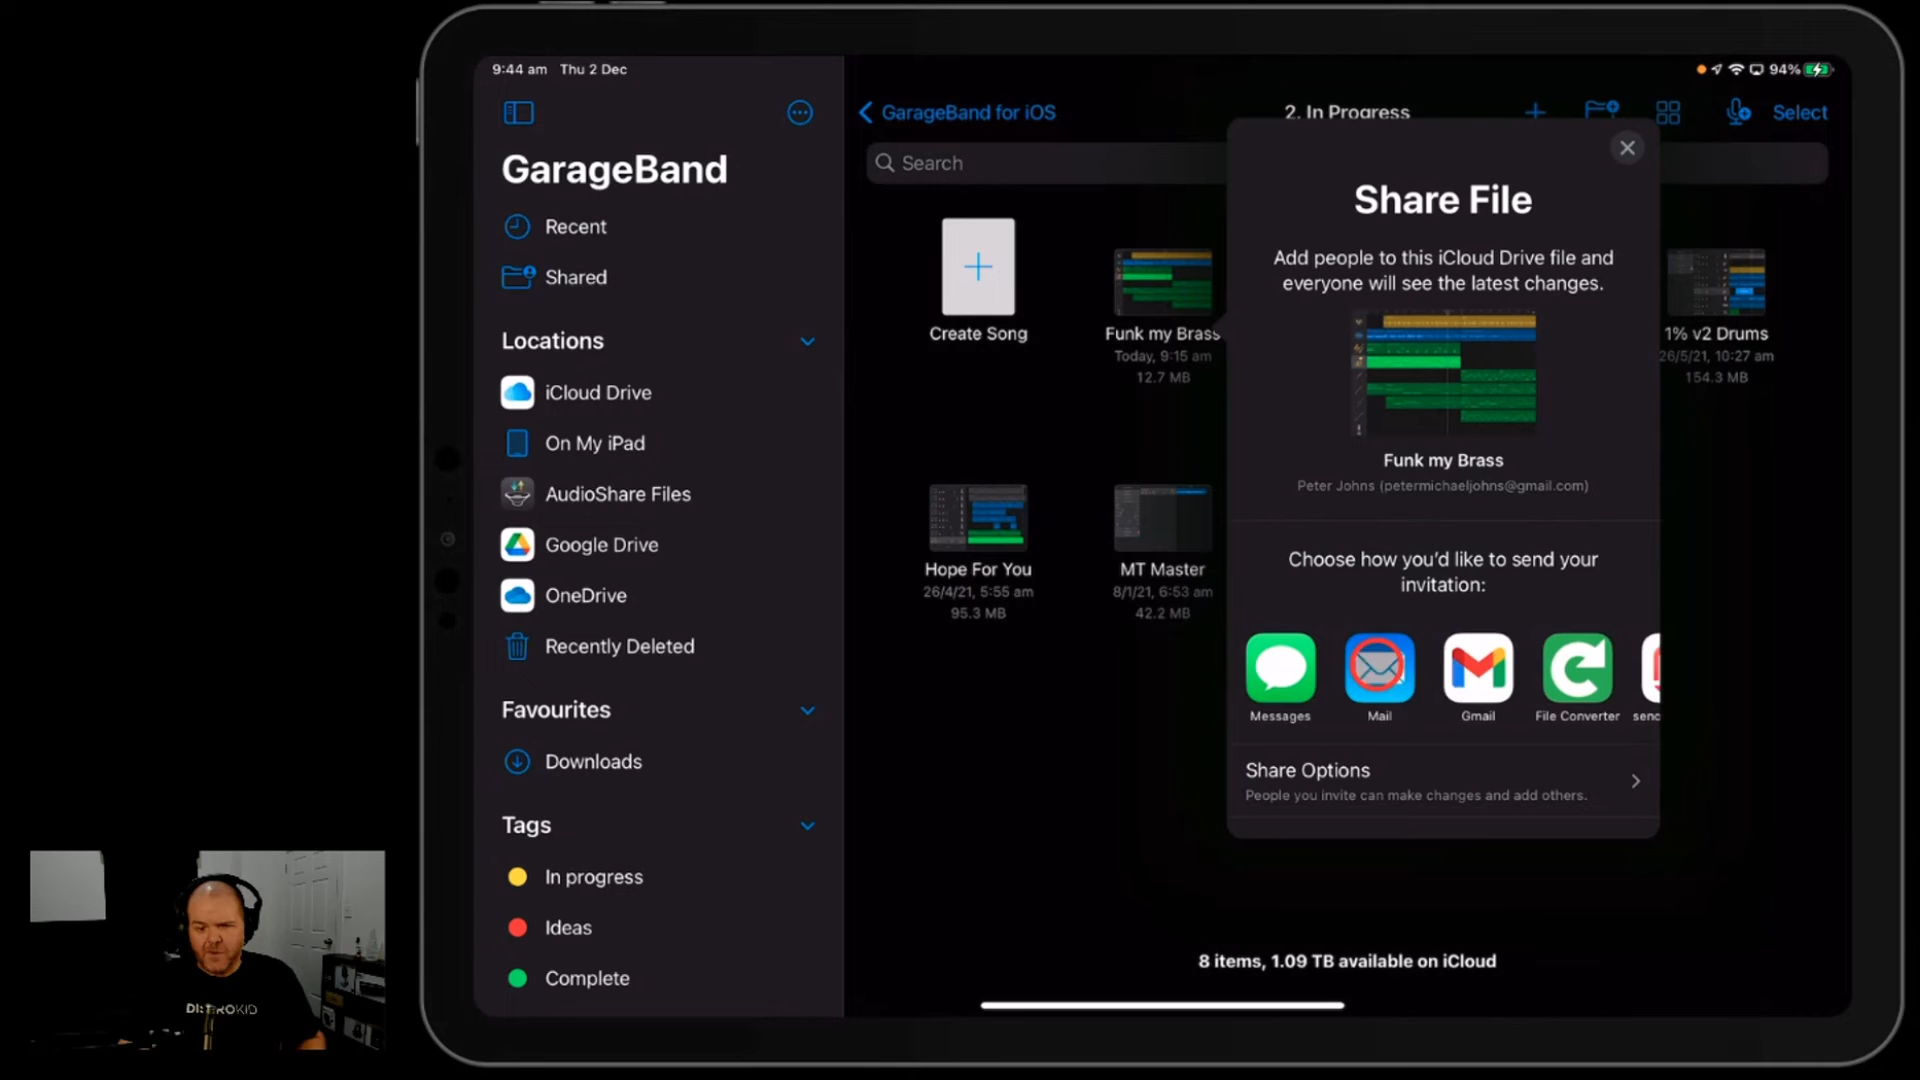 9:44 am Thu 2 Dec
94%
GarageBand
Recent
Shared
Locations
iCloud Drive
On My iPad
AudioShare Files
Google Drive
OneDrive
Recently Deleted
Favourites
Downloads
Tags
In progress
Ideas
Complete
GarageBand for iOS
2. In Progress
Select
Search
Create Song
Funk my Brass
Today, 9:15 am
12.7 MB
1% v2 Drums
26/5/21, 10:27 am
154.3 MB
Hope For You
26/4/21, 5:55 am
95.3 MB
MT Master
8/1/21, 6:53 am
42.2 MB
Share File
Add people to this iCloud Drive file and
everyone will see the latest changes.
Funk my Brass
Peter Johns (petermichaeljohns@gmail.com)
Choose how you'd like to send your
invitation:
Messages
Mail
Gmail
File Converter
send
Share Options
People you invite can make changes and add others.
8 items, 1.09 TB available on iCloud